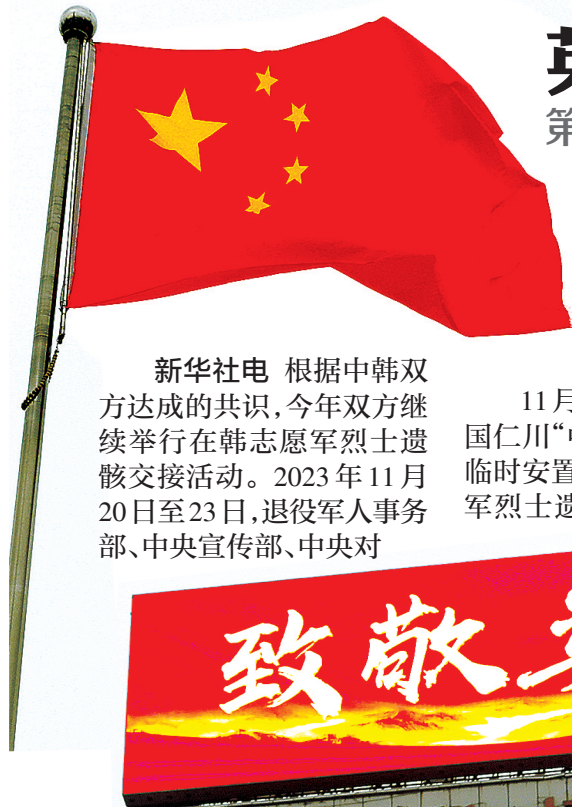 第
新华社电 根据中韩双
方达成的共识，今年双方继
续举行在韩志愿军烈士遗
骸交接活动。2023年11月
20日至23日，退役军人事务
部、中央宣传部、中央对
11月
国仁川“中
临时安置
军烈士遗
致敬